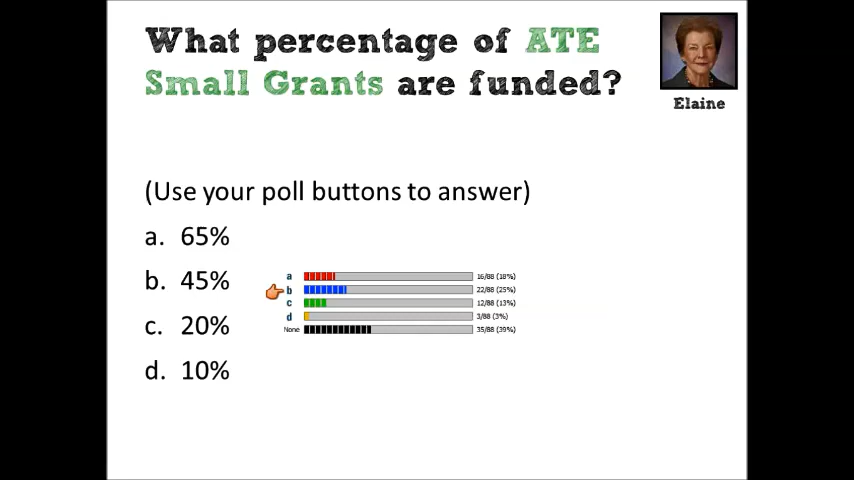 What percentage of ATE
Small Grants are funded?
Elaine
(Use your poll buttons to answer)
a. 65%
b. 45%
c. 20%
d. 10%
a 16/88 (18%)
b 22/88 (25%)
c 12/88 (13%)
d 3/88 (3%)
None 35/88 (39%)